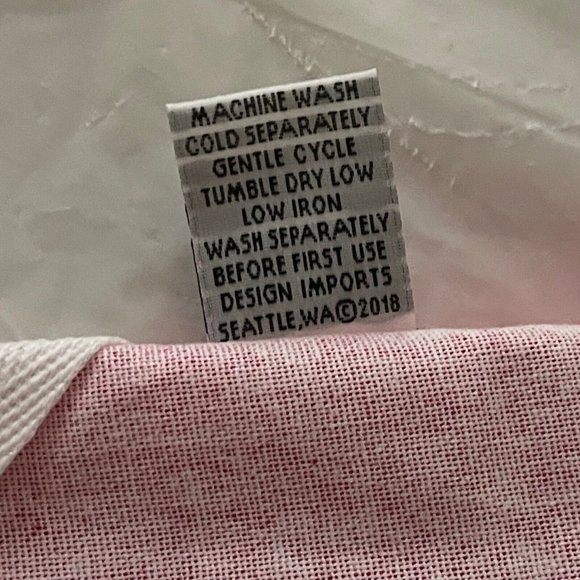 MACHINE WASH
COLD SEPARATELY
GENTLE CYCLE
TUMBLE DRY LOW
LOW IRON
WASH SEPARATELY
BEFORE FIRST USE
DESIGN IMPORTS
SEATTLE,WA©2018